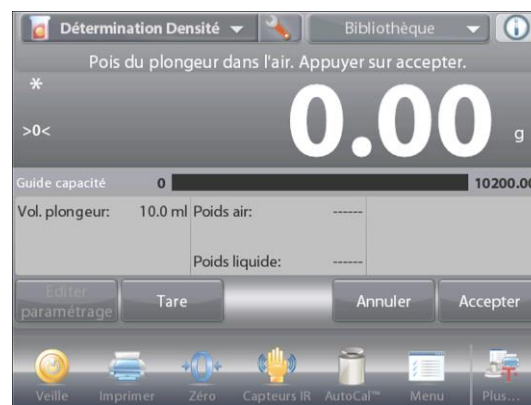 Détermination Densité Bibliothèque
Pois du plongeur dans l'air. Appuyer sur accepter.
*
>0<
0.00 g
Guide capacité 0 10200.00
Vol. plongeur: 10.0 ml Poids air: ------
Poids liquide: ------
Editer paramétrage Tare Annuler Accepter
Veille Imprimer Zéro Capteurs IR AutoCal™ Menu Plus...